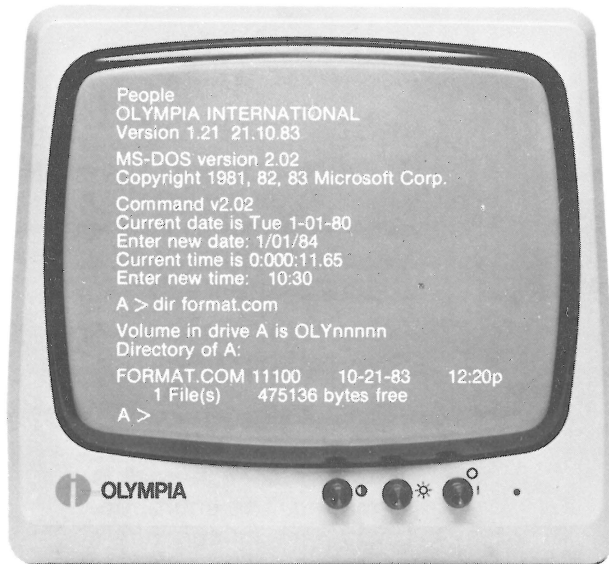 People
OLYMPIA INTERNATIONAL
Version 1.21 21.10.83
MS-DOS version 2.02
Copyright 1981, 82, 83 Microsoft Corp.
Command v2.02
Current date is Tue 1-01-80
Enter new date: 1/01/84
Current time is 0:000:11.65
Enter new time: 10:30
A > dir format.com
Volume in drive A is OLYnnnnn
Directory of A:
FORMAT.COM 11100 10-21-83 12:20p
1 File(s) 475136 bytes free
A >
OLYMPIA